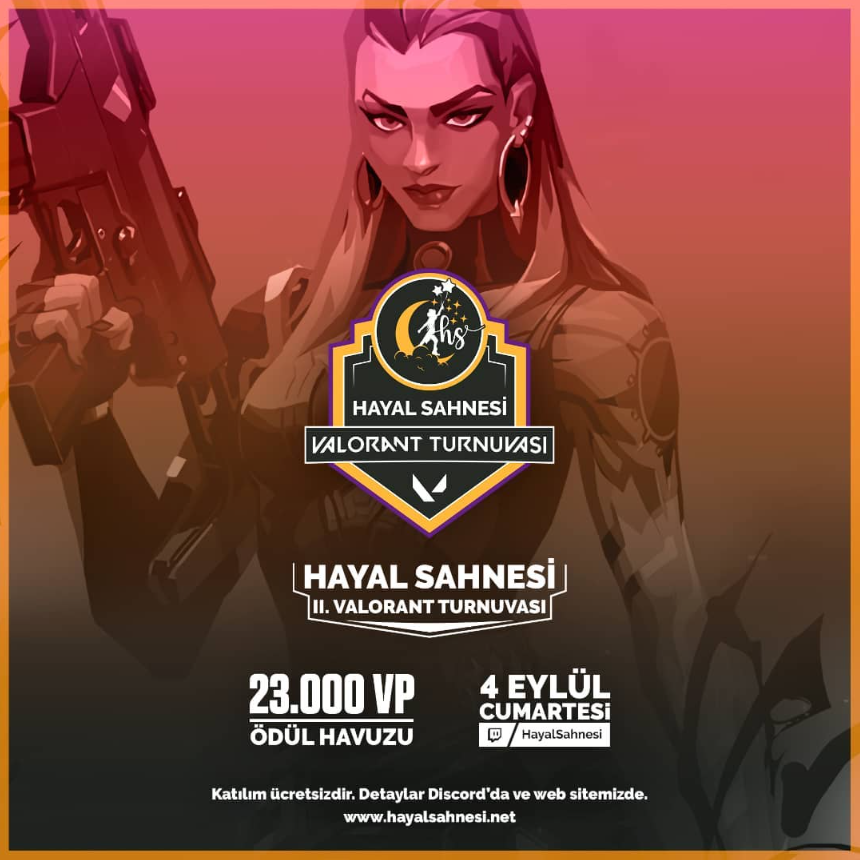 hs
HAYAL SAHNESİ
VALORANT TURNUVASI
HAYAL SAHNESİ
II. VALORANT TURNUVASI
23.000 VP
ÖDÜL HAVUZU
4 EYLÜL
CUMARTESİ
HayalSahnesi
Katılım ücretsizdir. Detaylar Discord'da ve web sitemizde.
www.hayalsahnesi.net